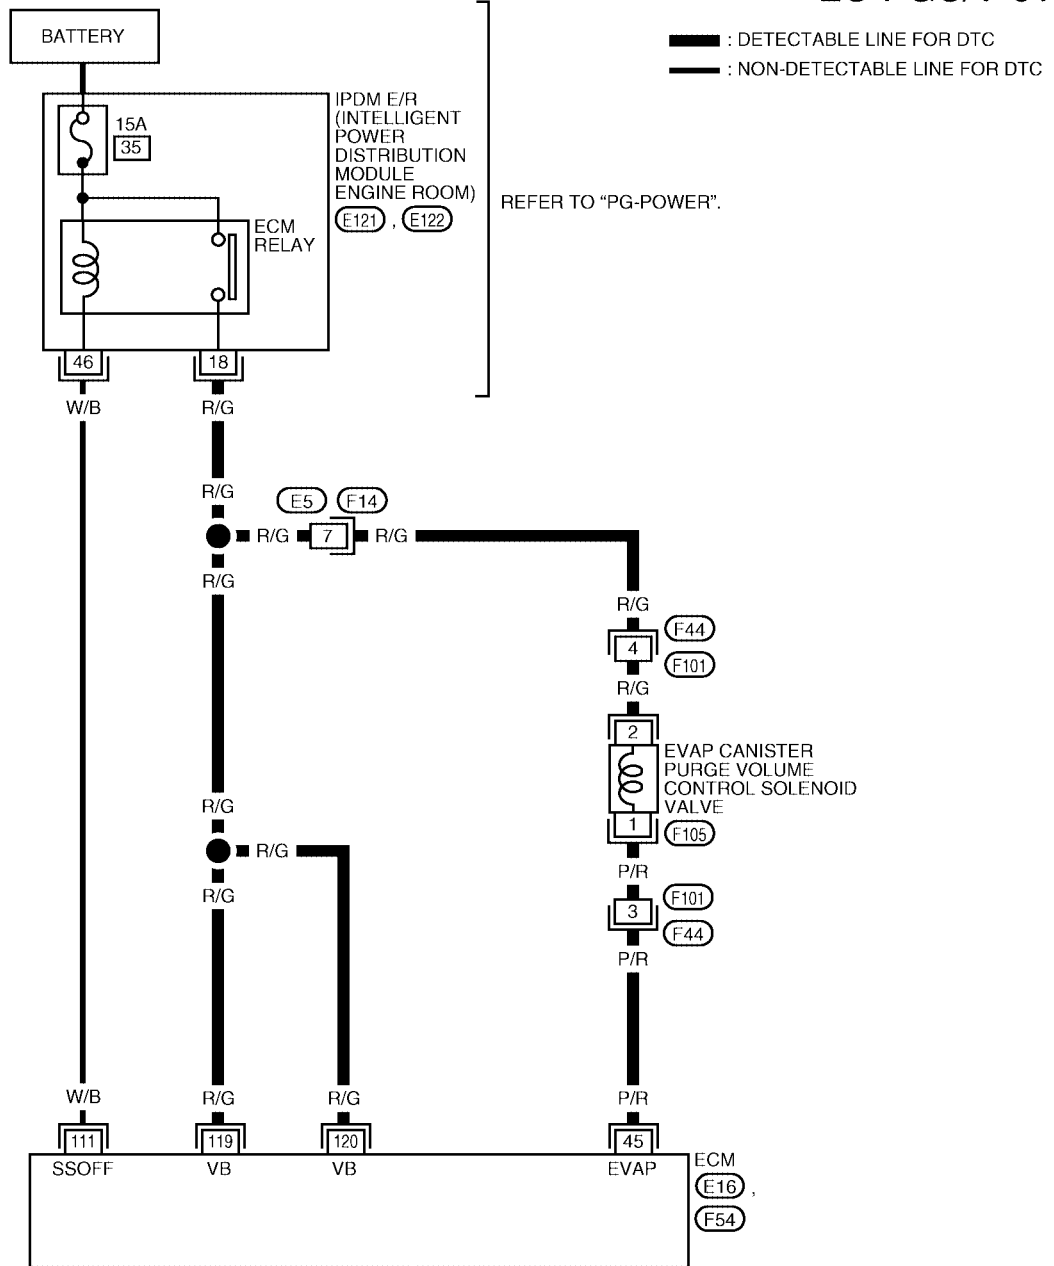 BATTERY
: DETECTABLE LINE FOR DTC
: NON-DETECTABLE LINE FOR DTC
15A
35
IPDM E/R
(INTELLIGENT
POWER
DISTRIBUTION
MODULE
ENGINE ROOM)
E121 , E122
REFER TO “PG-POWER”.
ECM
RELAY
46
18
W/B
R/G
R/G
E5
F14
R/G
7
R/G
R/G
R/G
F44
4
F101
R/G
2
EVAP CANISTER
PURGE VOLUME
CONTROL SOLENOID
VALVE
1
F105
R/G
R/G
R/G
P/R
F101
3
F44
P/R
W/B
R/G
R/G
P/R
111
119
120
45
SSOFF
VB
VB
EVAP
ECM
E16 ,
F54